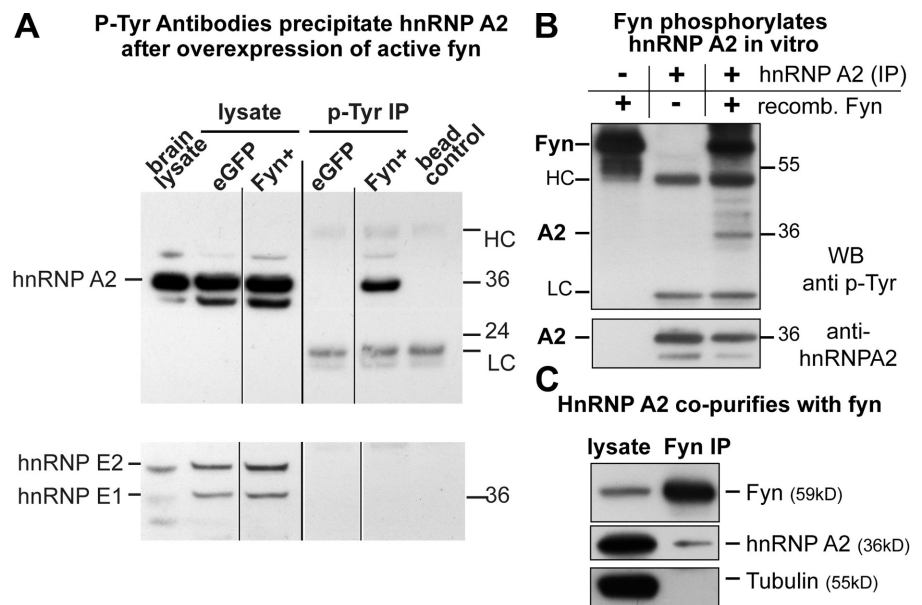 A
P-Tyr Antibodies precipitate hnRNP A2
after overexpression of active fyn
lysate
p-Tyr IP
brain
lysate
eGFP
Fyn+
eGFP
Fyn+
bead
control
HC
hnRNP A2
36
24
LC
hnRNP E2
hnRNP E1
36
B
Fyn phosphorylates
hnRNP A2 in vitro
- + + hnRNP A2 (IP)
+ - + recomb. Fyn
Fyn
55
HC
A2
36
WB
anti p-Tyr
LC
A2
36
anti-
hnRNPA2
C
HnRNP A2 co-purifies with fyn
lysate Fyn IP
Fyn (59kD)
hnRNP A2 (36kD)
Tubulin (55kD)